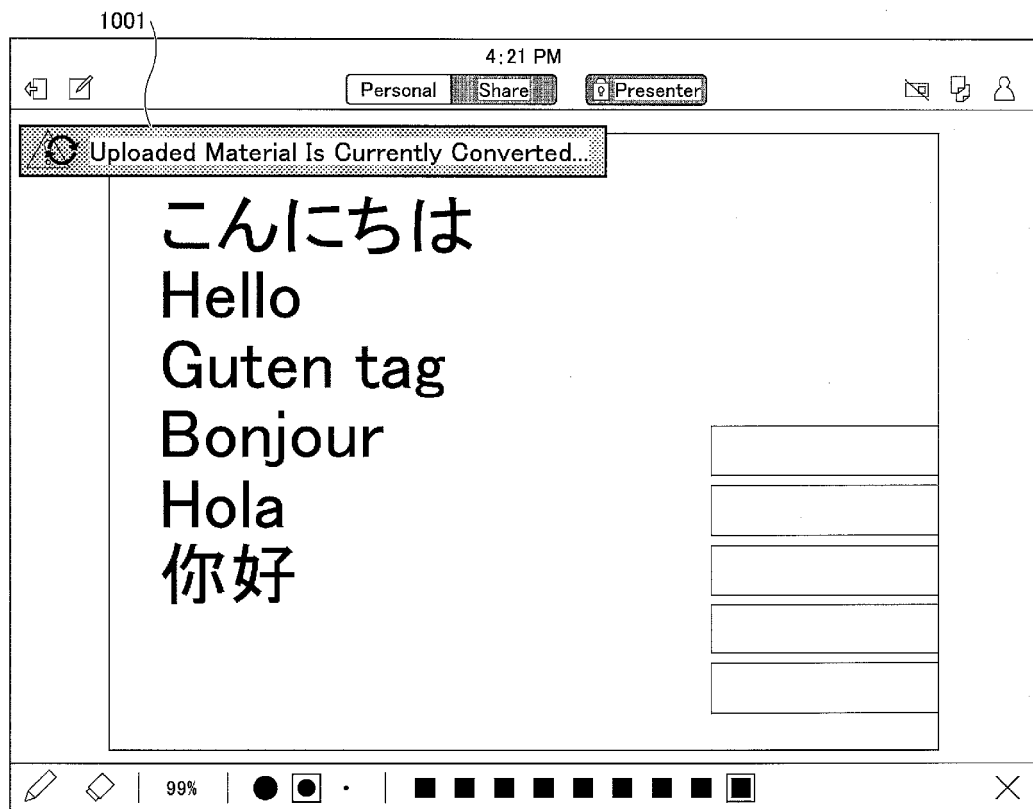 1001
4:21 PM
Personal Share Presenter
Uploaded Material Is Currently Converted...
こんにちは
Hello
Guten tag
Bonjour
Hola
你好
99%